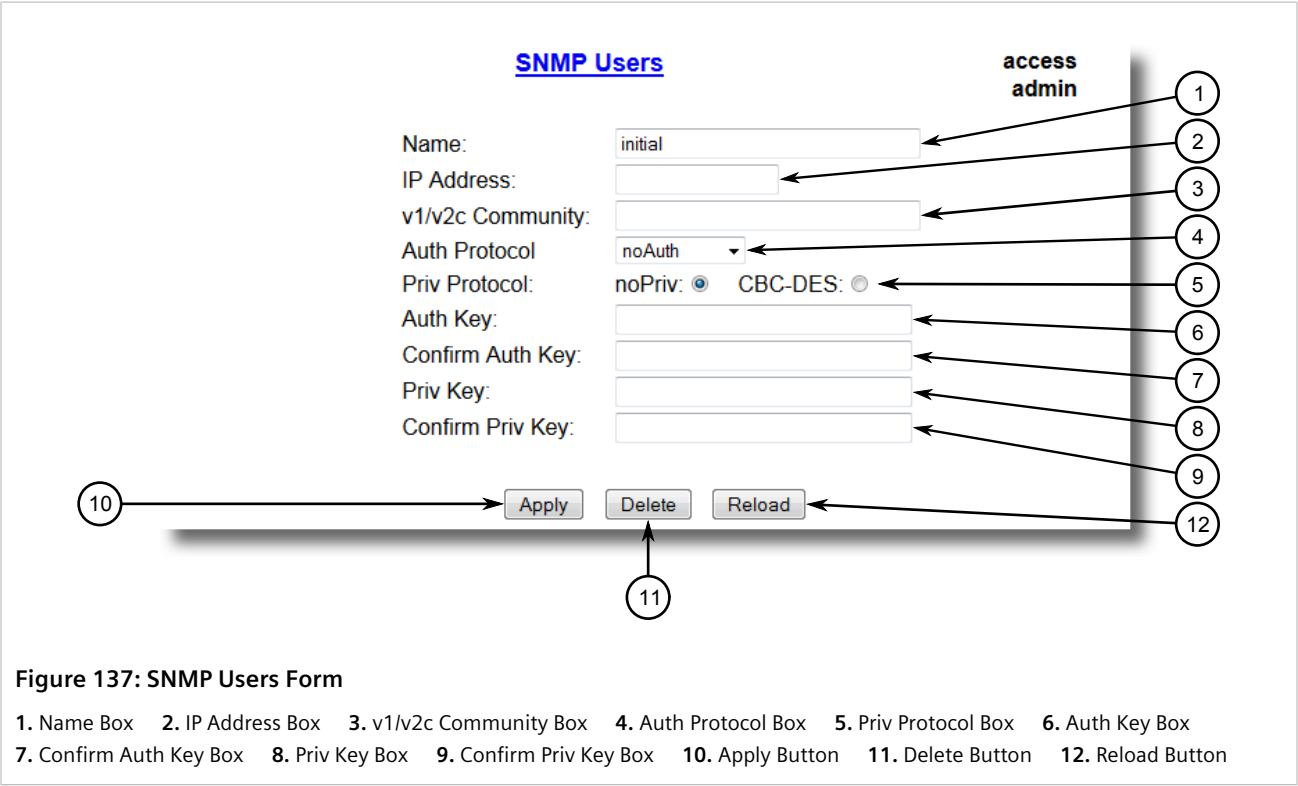 SNMP Users
access
admin
1
Name: initial
2
IP Address:
3
v1/v2c Community:
4
Auth Protocol noAuth
5
Priv Protocol: noPriv: CBC-DES:
6
Auth Key:
7
Confirm Auth Key:
8
Priv Key:
9
Confirm Priv Key:
10
Apply Delete Reload
12
11
Figure 137: SNMP Users Form
1. Name Box 2. IP Address Box 3. v1/v2c Community Box 4. Auth Protocol Box 5. Priv Protocol Box 6. Auth Key Box
7. Confirm Auth Key Box 8. Priv Key Box 9. Confirm Priv Key Box 10. Apply Button 11. Delete Button 12. Reload Button